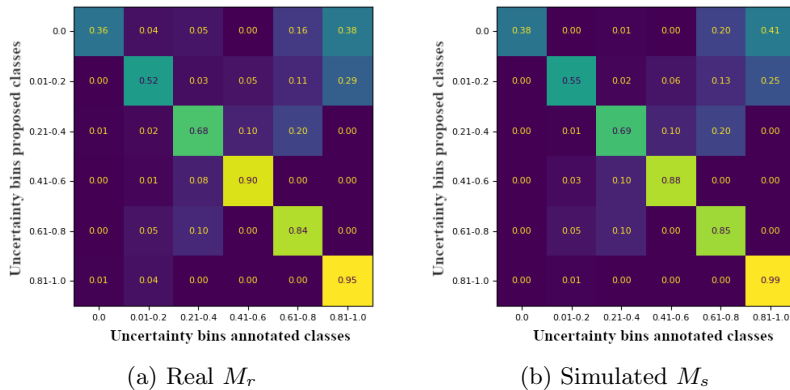 Uncertainty bins proposed classes
0.0 0.36 0.04 0.05 0.00 0.16 0.38
0.01-0.2 0.00 0.52 0.03 0.05 0.11 0.29
0.21-0.4 0.01 0.02 0.68 0.10 0.20 0.00
0.41-0.6 0.00 0.01 0.08 0.90 0.00 0.00
0.61-0.8 0.00 0.05 0.10 0.00 0.84 0.00
0.81-1.0 0.01 0.04 0.00 0.00 0.00 0.95
0.0 0.01-0.2 0.21-0.4 0.41-0.6 0.61-0.8 0.81-1.0
Uncertainty bins annotated classes
(a) Real M_r
Uncertainty bins proposed classes
0.0 0.38 0.00 0.01 0.00 0.20 0.41
0.01-0.2 0.00 0.55 0.02 0.06 0.13 0.25
0.21-0.4 0.00 0.01 0.69 0.10 0.20 0.00
0.41-0.6 0.00 0.03 0.10 0.88 0.00 0.00
0.61-0.8 0.00 0.05 0.10 0.00 0.85 0.00
0.81-1.0 0.00 0.01 0.00 0.00 0.00 0.99
0.0 0.01-0.2 0.21-0.4 0.41-0.6 0.61-0.8 0.81-1.0
Uncertainty bins annotated classes
(b) Simulated M_s